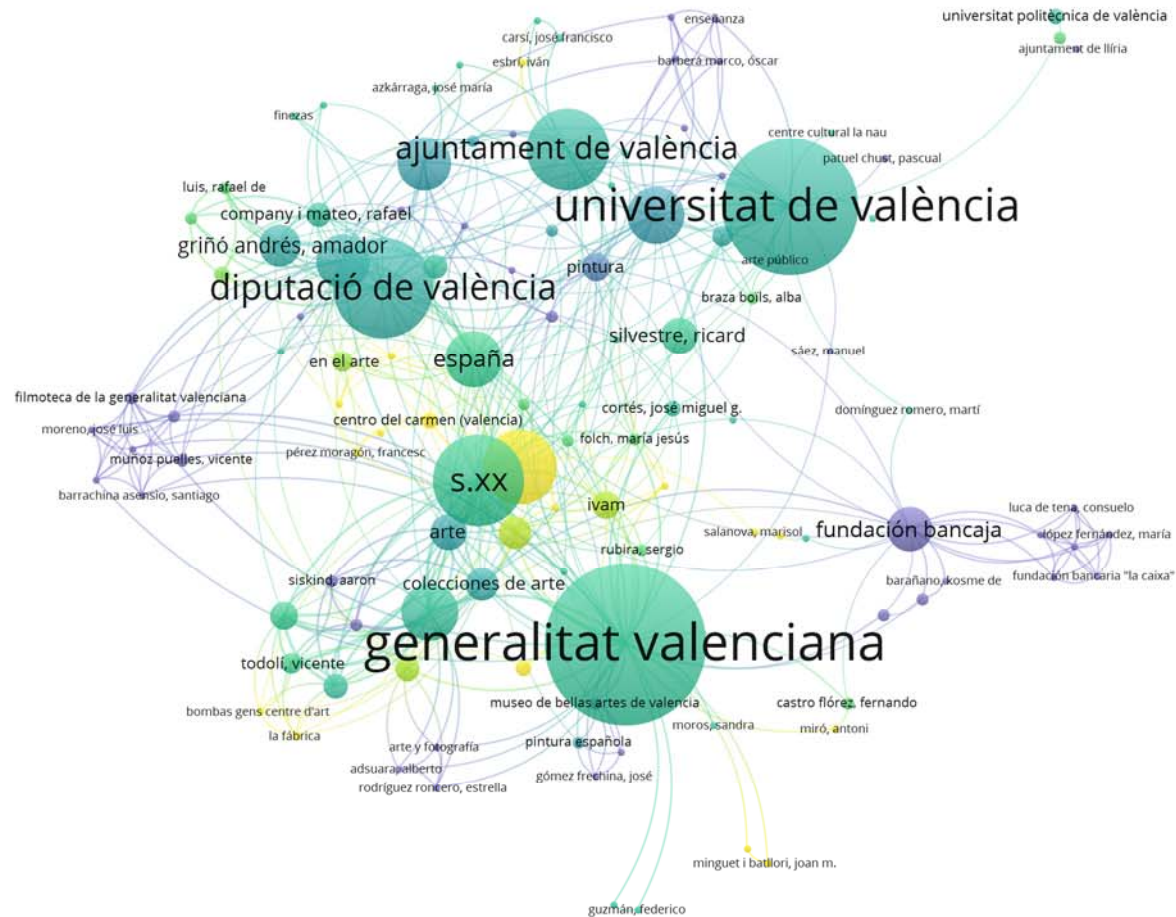 universitat politècnica de valència
enseñanza
carsí, josé francisco
ajuntament de llíria
esbrí, iván
barberá marco, óscar
azkárraga, josé maría
finezas
centre cultural la nau
ajuntament de valència
patuel chust, pascual
luis, rafael de
universitat de valència
company i mateo, rafael
griñó andrés, amador
arte público
pintura
diputació de valència
braza boïls, alba
silvestre, ricard
sáez, manuel
españa
en el arte
filmoteca de la generalitat valenciana
cortés, josé miguel g.
domínguez romero, martí
centro del carmen (valencia)
moreno, josé luis
folch. maría jesús
pérez moragón, francesc
muñoz puelles, vicente
s.xx
barrachina asensio, santiago
ivam
luca de tena, consuelo
fundación bancaja
arte
salanova, marisol
lópez fernández, maría
rubira, sergio
siskind, aaron
colecciones de arte
barañano, kosme de
fundación bancaria "la caixa"
generalitat valenciana
todolí, vicente
museo de bellas artes de valencia
castro flórez, fernando
bombas gens centre d'art
moros, sandra
miró, antoni
la fábrica
arte y fotografía
pintura española
adsuara, alberto
gómez frechina, josé
rodríguez roncero, estrella
minguet i batllori, joan m.
guzmán, federico